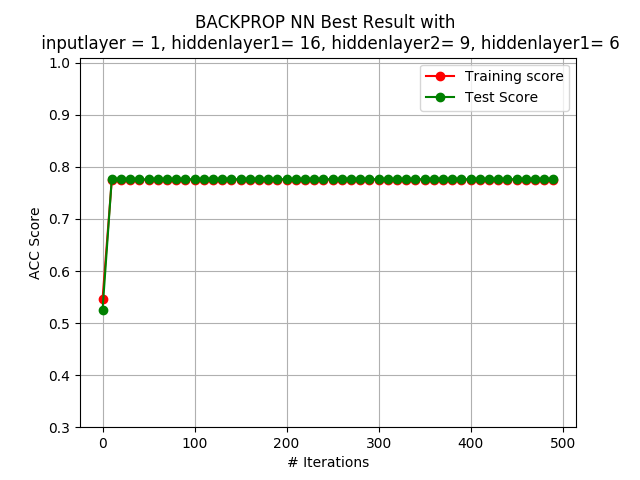 BACKPROP NN Best Result with
inputlayer = 1, hiddenlayer1= 16, hiddenlayer2= 9, hiddenlayer1= 6
Training score
Test Score
ACC Score
1.0
0.9
0.8
0.7
0.6
0.5
0.4
0.3
0 100 200 300 400 500
# Iterations